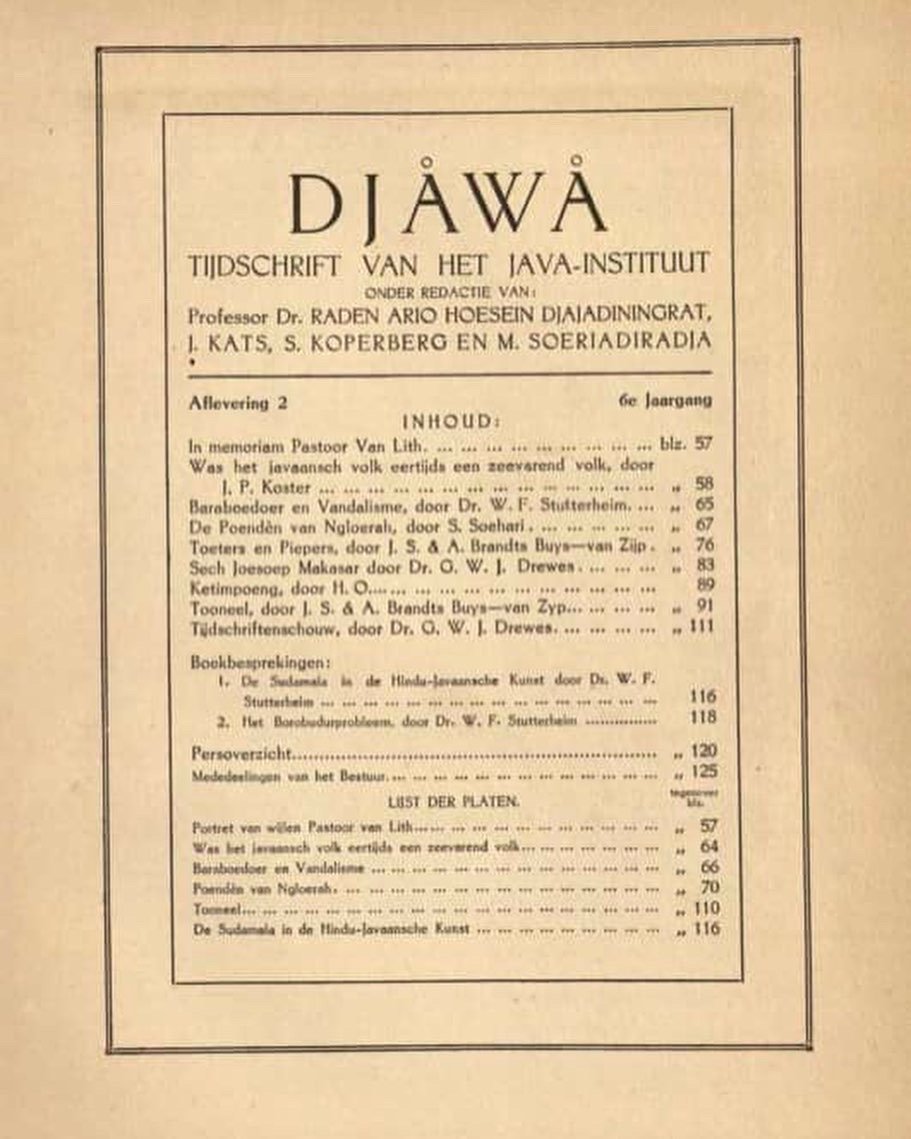 DJÅWÅ
TIJDSCHRIFT VAN HET JAVA-INSTITUUT
ONDER REDACTIE VAN:
Professor Dr. RADEN ARIO HOESEIN DJAJADININGRAT,
J. KATS, S. KOPERBERG EN M. SOERIADIRADJA
Aflevering 2 6e Jaargang
INHOUD:
In memoriam Pastoor Van Lith. ... ... ... ... ... ... ... ... ... ... blz. 57
Was het javaansch volk eertijds een zeevarend volk, door
J. P. Koster ... ... ... ... ... ... ... ... ... ... ... ... ... ... „ 58
Baraboedoer en Vandalisme, door Dr. W. F. Stutterheim. ... „ 65
De Poendèn van Ngloerah, door S. Soehari. ... ... ... ... ... „ 67
Toeters en Piepers, door J. S. & A. Brandts Buys—van Zijp . „ 76
Sech Joesoep Makasar door Dr. G. W. J. Drewes. ... ... ... „ 83
Ketimpoeng, door H. O.... ... ... ... ... ... ... ... ... ... ... 89
Tooneel, door J. S. & A. Brandts Buys—van Zyp... ... ... ... „ 91
Tijdschriftenschouw, door Dr. G. W. J. Drewes. ... ... ... ... „ 111
Boekbesprekingen:
1. De Sudamala in de Hindu-Javaansche Kunst door Dr. W. F.
Stutterheim ... ... ... ... ... ... ... ... ... ... ... ... ... 116
2. Het Borobudurprobleem, door Dr. W. F. Stutterheim ............... 118
Persoverzicht.................................................................. „ 120
Mededeelingen van het Bestuur. ... ... ... ... ... ... ... ... ... ... ... „ 125
LIJST DER PLATEN.
tegenover
blz.
Portret van wijlen Pastoor van Lith... ... ... ... ... ... ... ... ... ... „ 57
Was het javaansch volk eertijds een zeevarend volk... ... ... ... ... „ 64
Baraboedoer en Vandalisme ... ... ... ... ... ... ... ... ... ... ... „ 66
Poendèn van Ngloerah. ... ... ... ... ... ... ... ... ... ... ... ... „ 70
Tooneel... ... ... ... ... ... ... ... ... ... ... ... ... ... ... ... „ 110
De Sudamala in de Hindu-Javaansche Kunst ... ... ... ... ... ... ... „ 116